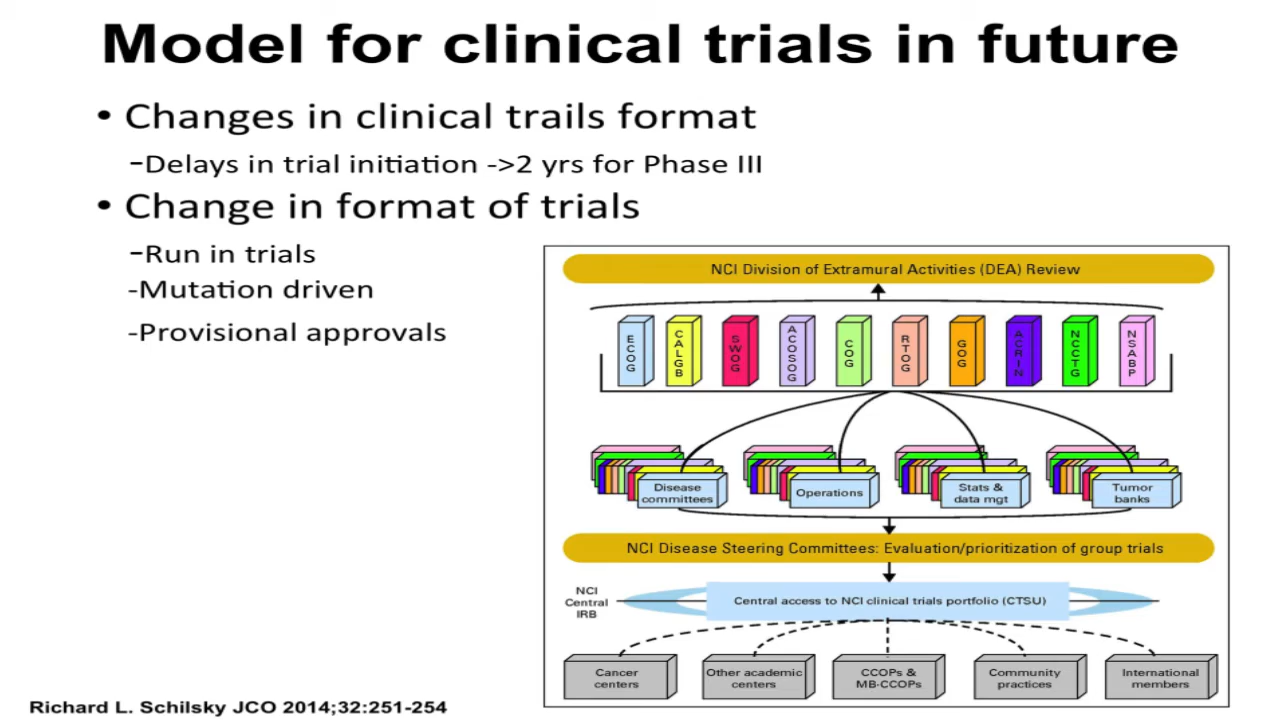 Model for clinical trials in future
• Changes in clinical trails format
-Delays in trial initiation ->2 yrs for Phase III
• Change in format of trials
-Run in trials
-Mutation driven
-Provisional approvals
NCI Division of Extramural Activities (DEA) Review
ECOG
CALGB
SWOG
ACOSOG
COG
RTOG
GOG
ACRIN
NCCTG
NSABP
Disease
committees
Operations
Stats &
data mgt
Tumor
banks
NCI Disease Steering Committees: Evaluation/prioritization of group trials
NCI
Central
IRB
Central access to NCI clinical trials portfolio (CTSU)
Cancer
centers
Other academic
centers
CCOPs &
MB-CCOPs
Community
practices
International
members
Richard L. Schilsky JCO 2014;32:251-254